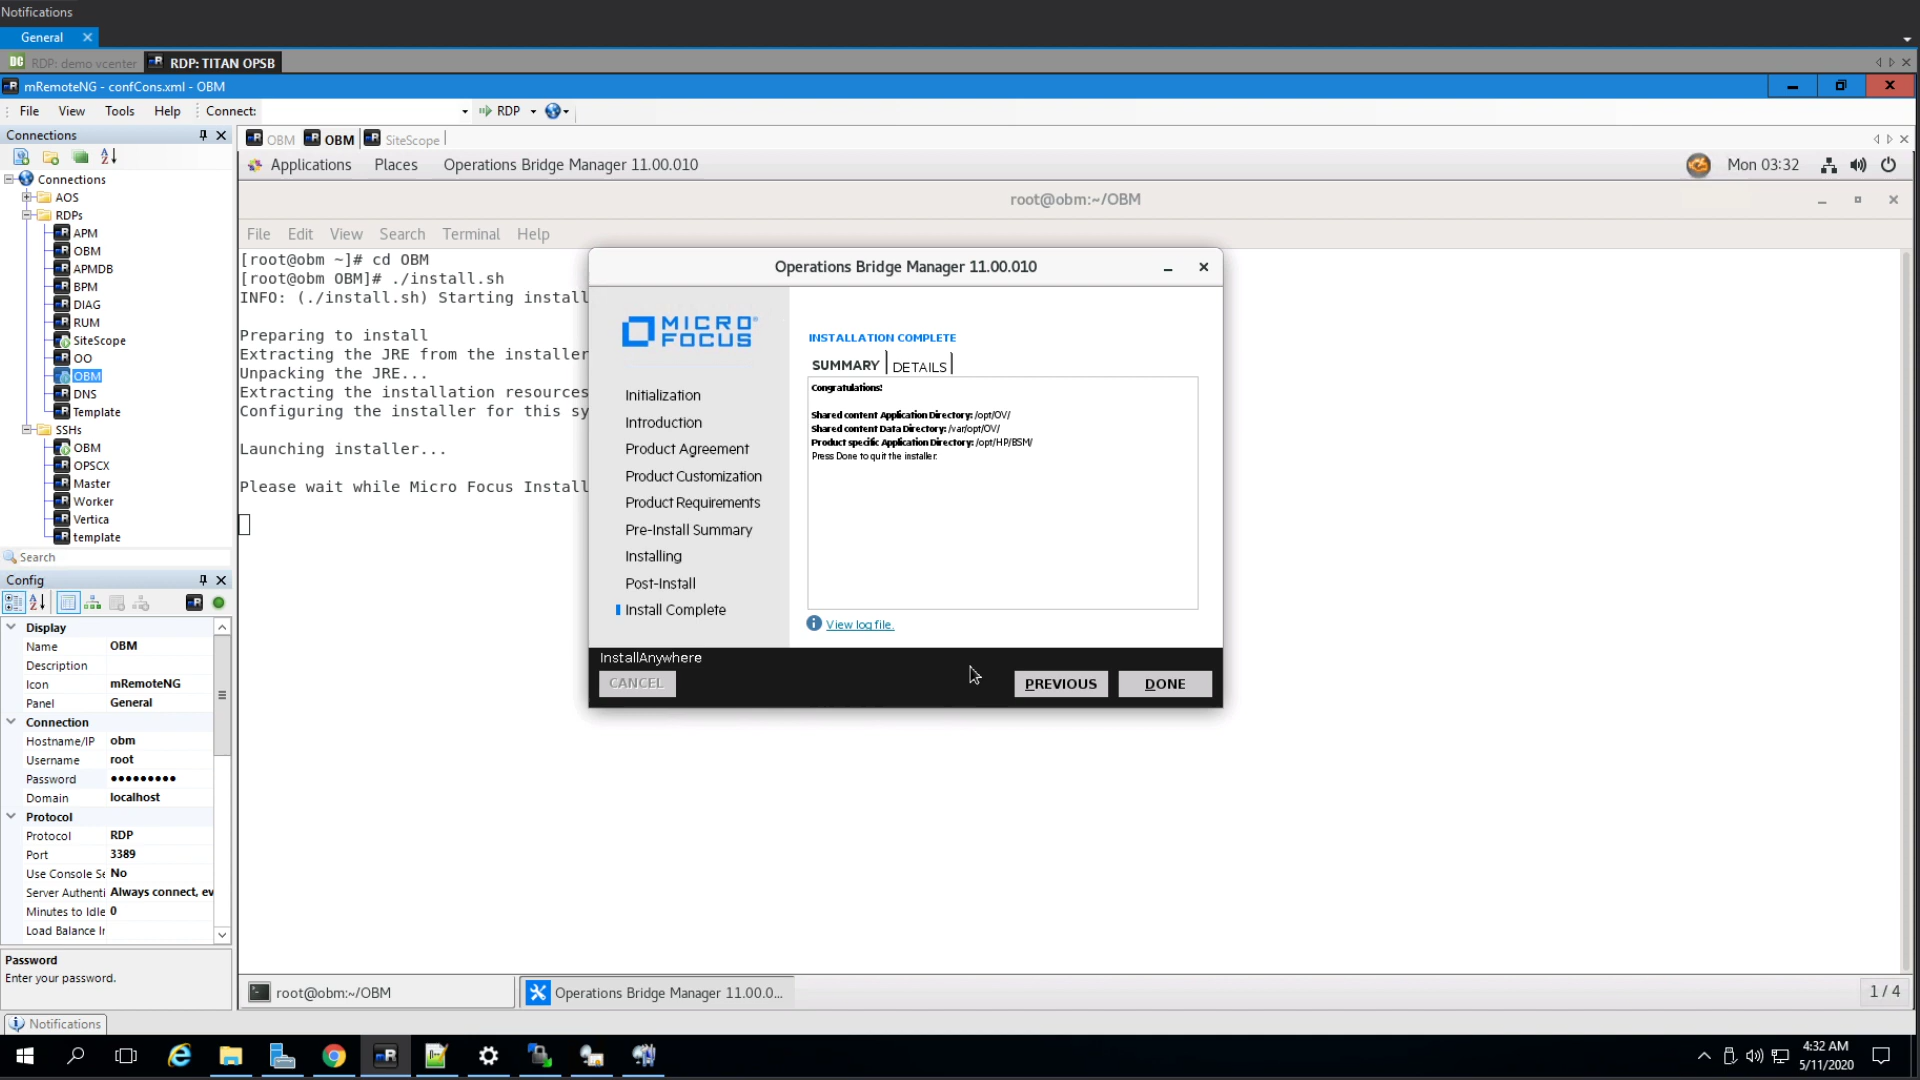 Notifications
General
RDP: demo vcenter
RDP: TITAN OPSB
mRemoteNG - confCons.xml - OBM
File View Tools Help Connect: RDP
Connections
OBM OBM SiteScope
Applications Places Operations Bridge Manager 11.00.010 Mon 03:32
root@obm:~/OBM
File Edit View Search Terminal Help
Connections
AOS
RDPs
APM
OBM
APMDB
BPM
DIAG
RUM
SiteScope
OO
OBM
DNS
Template
SSHs
OBM
OPSCX
Master
Worker
Vertica
template
Search
[root@obm ~]# cd OBM
[root@obm OBM]# ./install.sh
INFO: (./install.sh) Starting install
Preparing to install
Extracting the JRE from the installer
Unpacking the JRE...
Extracting the installation resources
Configuring the installer for this sy
Launching installer...
Please wait while Micro Focus Install
Operations Bridge Manager 11.00.010
MICRO
FOCUS
Initialization
Introduction
Product Agreement
Product Customization
Product Requirements
Pre-Install Summary
Installing
Post-Install
Install Complete
INSTALLATION COMPLETE
SUMMARY DETAILS
Congratulations!
Shared content Application Directory: /opt/OV/
Shared content Data Directory: /var/opt/OV/
Product specific Application Directory: /opt/HP/BSM/
Press Done to quit the installer.
View log file.
InstallAnywhere
CANCEL PREVIOUS DONE
Config
Display
Name OBM
Description
Icon mRemoteNG
Panel General
Connection
Hostname/IP obm
Username root
Password ●●●●●●●●●
Domain localhost
Protocol
Protocol RDP
Port 3389
Use Console Se No
Server Authenti Always connect, ev
Minutes to Idle 0
Load Balance Ir
Password
Enter your password.
root@obm:~/OBM
Operations Bridge Manager 11.00.0...
1 / 4
Notifications
4:32 AM
5/11/2020